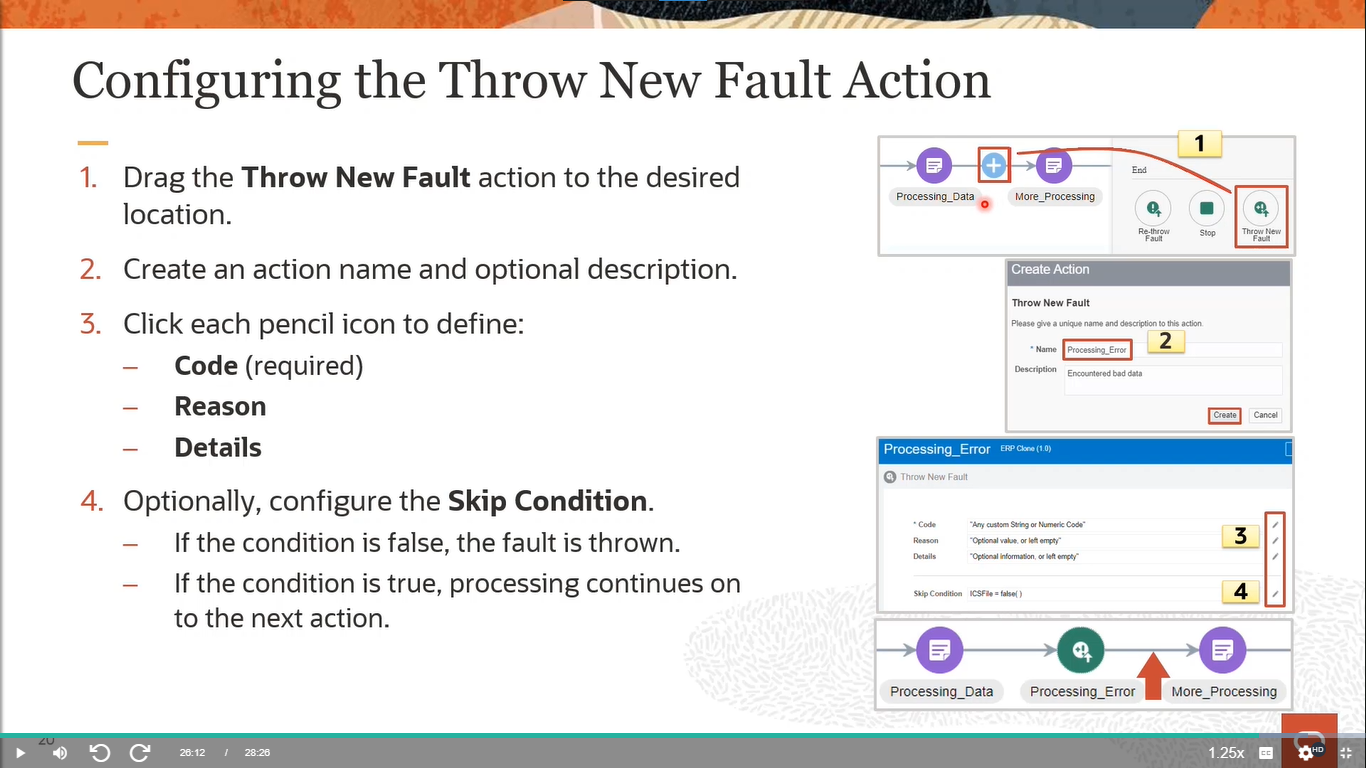 Configuring the Throw New Fault Action
1. Drag the Throw New Fault action to the desired
location.
2. Create an action name and optional description.
3. Click each pencil icon to define:
– Code (required)
– Reason
– Details
4. Optionally, configure the Skip Condition.
– If the condition is false, the fault is thrown.
– If the condition is true, processing continues on
to the next action.
1
Processing_Data
More_Processing
End
Re-throw
Fault
Stop
Throw New
Fault
Create Action
Throw New Fault
Please give a unique name and description to this action.
* Name Processing_Error
2
Description Encountered bad data
Create Cancel
Processing_Error ERP Clone (1.0)
Throw New Fault
* Code "Any custom String or Numeric Code"
Reason "Optional value, or left empty"
Details "Optional information, or left empty"
3
Skip Condition ICSFile = false( )
4
Processing_Data Processing_Error More_Processing
20
26:12 / 28:26
1.25x CC HD